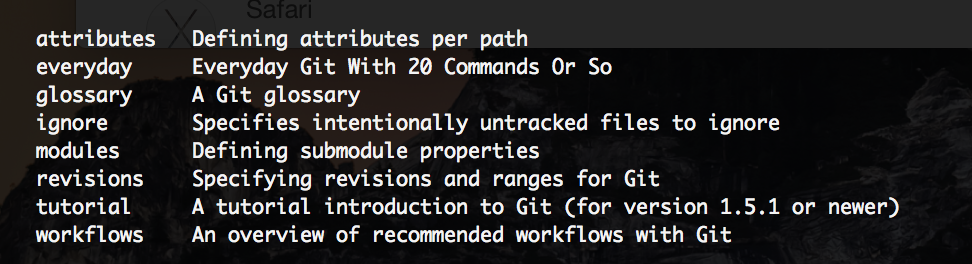 Safari
attributes   Defining attributes per path
everyday     Everyday Git With 20 Commands Or So
glossary     A Git glossary
ignore       Specifies intentionally untracked files to ignore
modules      Defining submodule properties
revisions    Specifying revisions and ranges for Git
tutorial     A tutorial introduction to Git (for version 1.5.1 or newer)
workflows    An overview of recommended workflows with Git